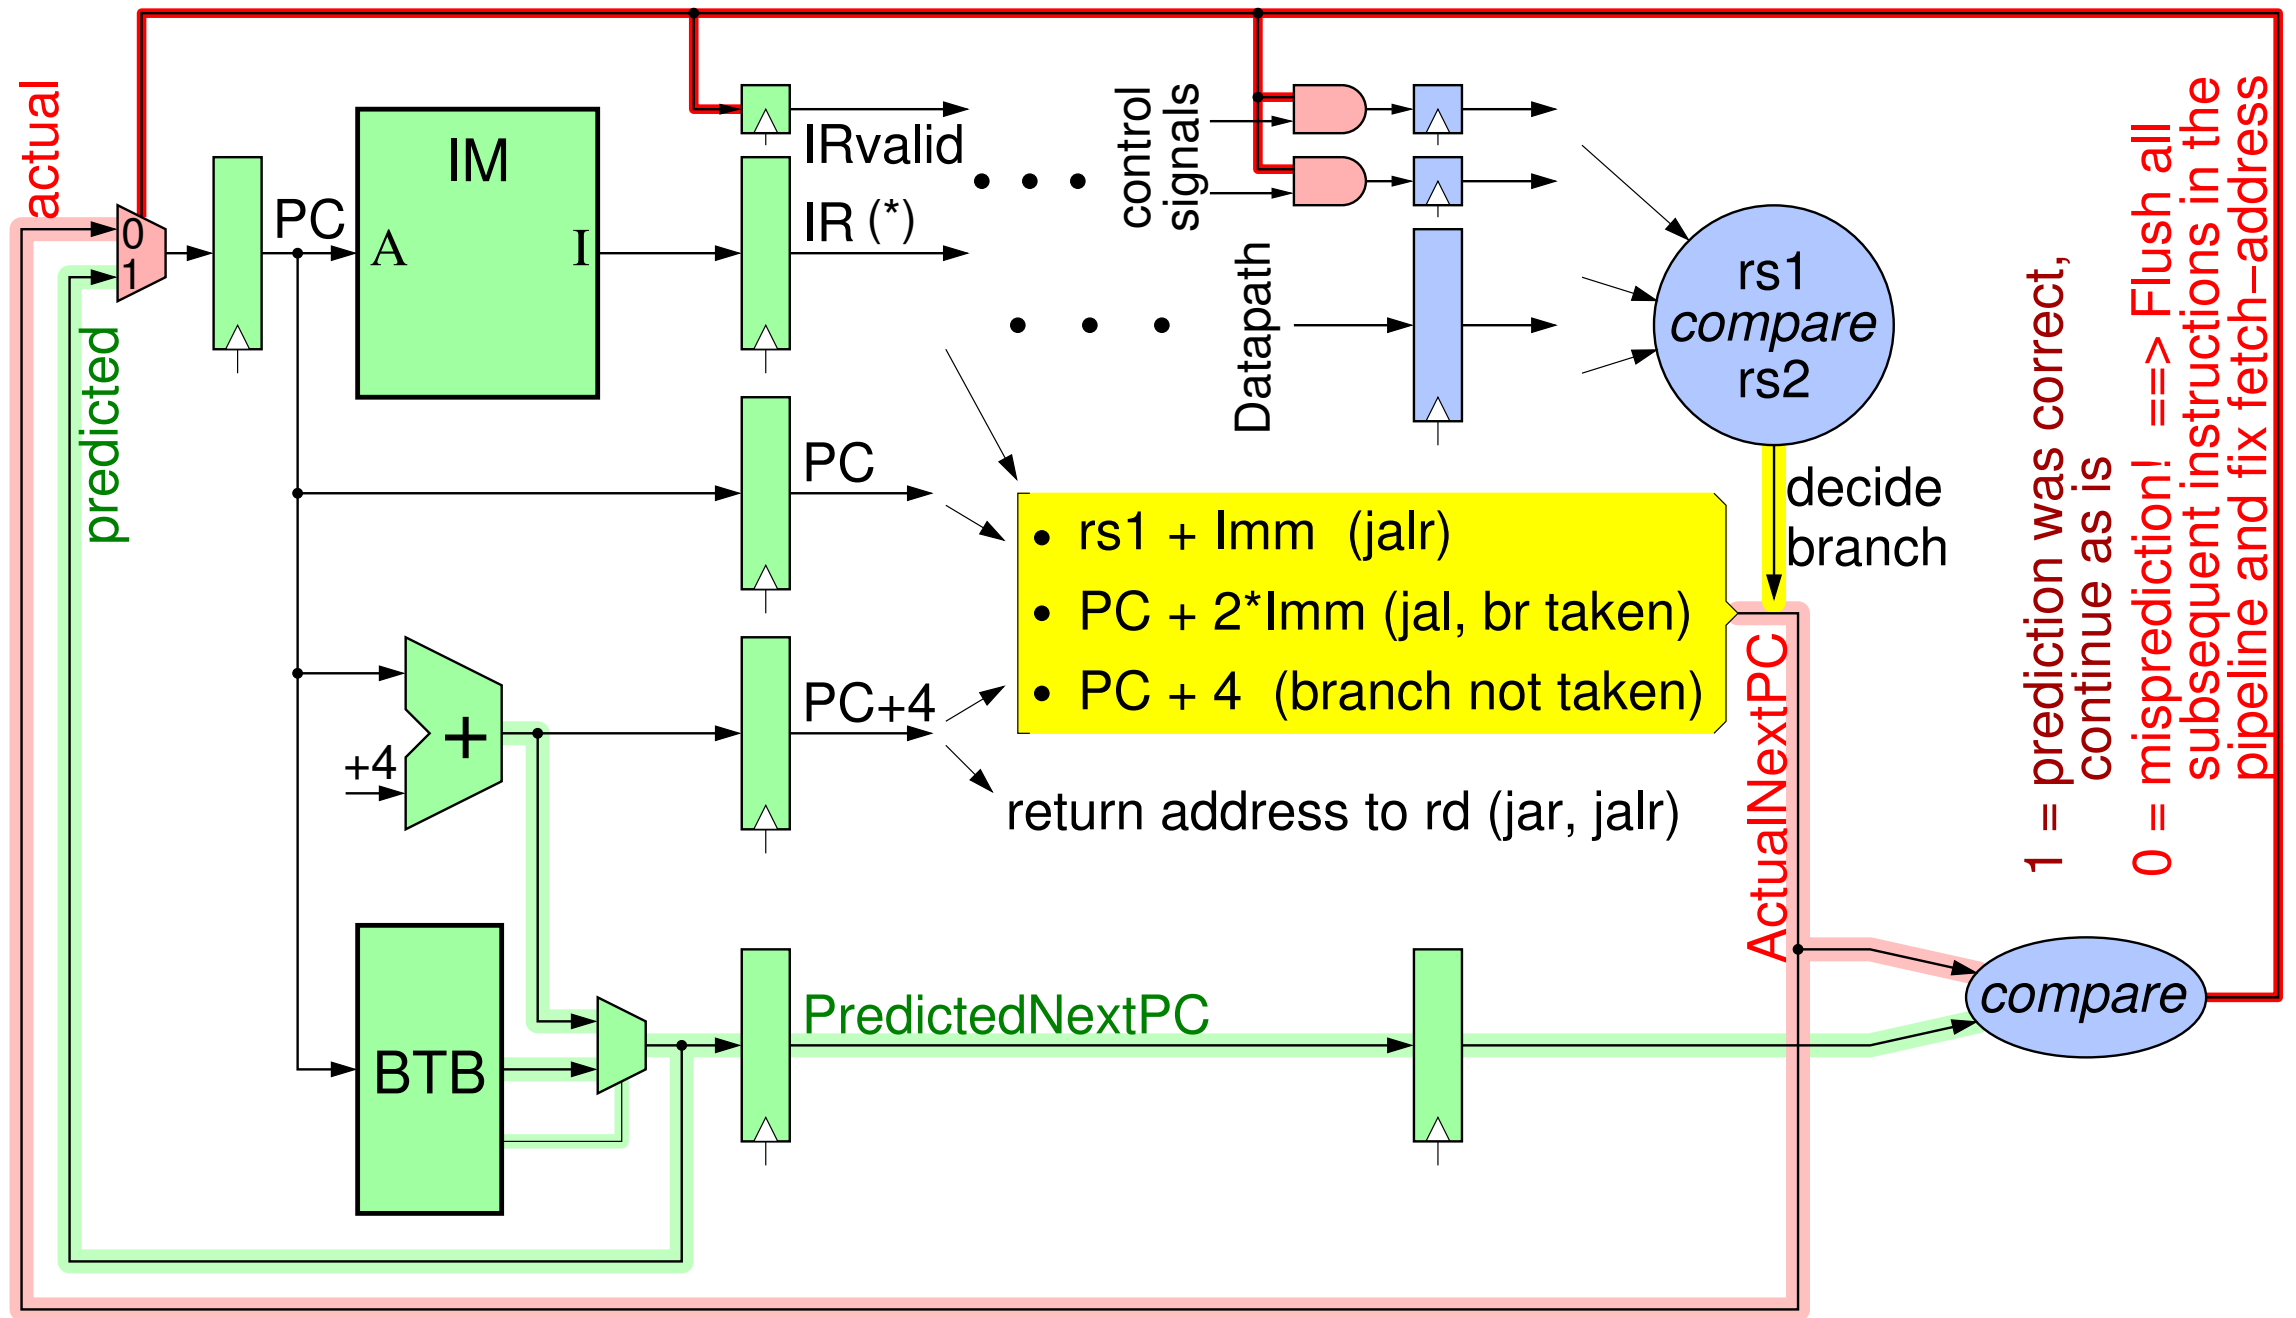 actual
predicted
0
1
PC
IM
A
I
IRvalid
IR (*)
control
signals
Datapath
rs1
compare
rs2
decide
branch
PC
• rs1 + Imm (jalr)
• PC + 2*Imm (jal, br taken)
• PC + 4 (branch not taken)
+
+4
PC+4
return address to rd (jar, jalr)
ActualNextPC
BTB
PredictedNextPC
compare
1 = prediction was correct,
continue as is
0 = misprediction! ==> Flush all
subsequent instructions in the
pipeline and fix fetch–address